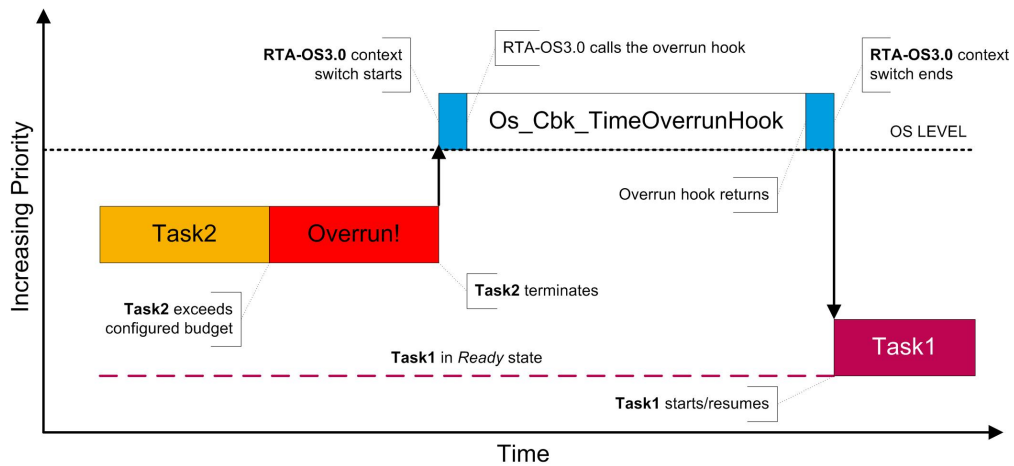 RTA-OS3.0 context
switch starts
RTA-OS3.0 calls the overrun hook
RTA-OS3.0 context
switch ends
Os_Cbk_TimeOverrunHook
OS LEVEL
Overrun hook returns
Increasing Priority
Task2
Overrun!
Task2 exceeds
configured budget
Task2 terminates
Task1
Task1 in Ready state
Task1 starts/resumes
Time